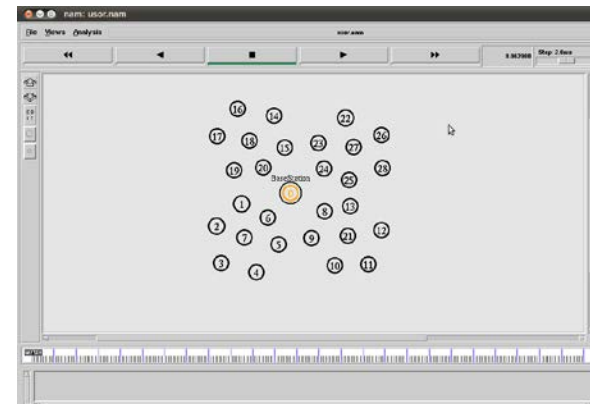 nam: usor.nam
File Views Analysis
usor.nam
Step: 2.0ms
16
14
22
17 18 15 23 27 26
19 20 24 25 28
BaseStation
0
1 6 8 13
2 7 5 9 21 12
3 4 10 11